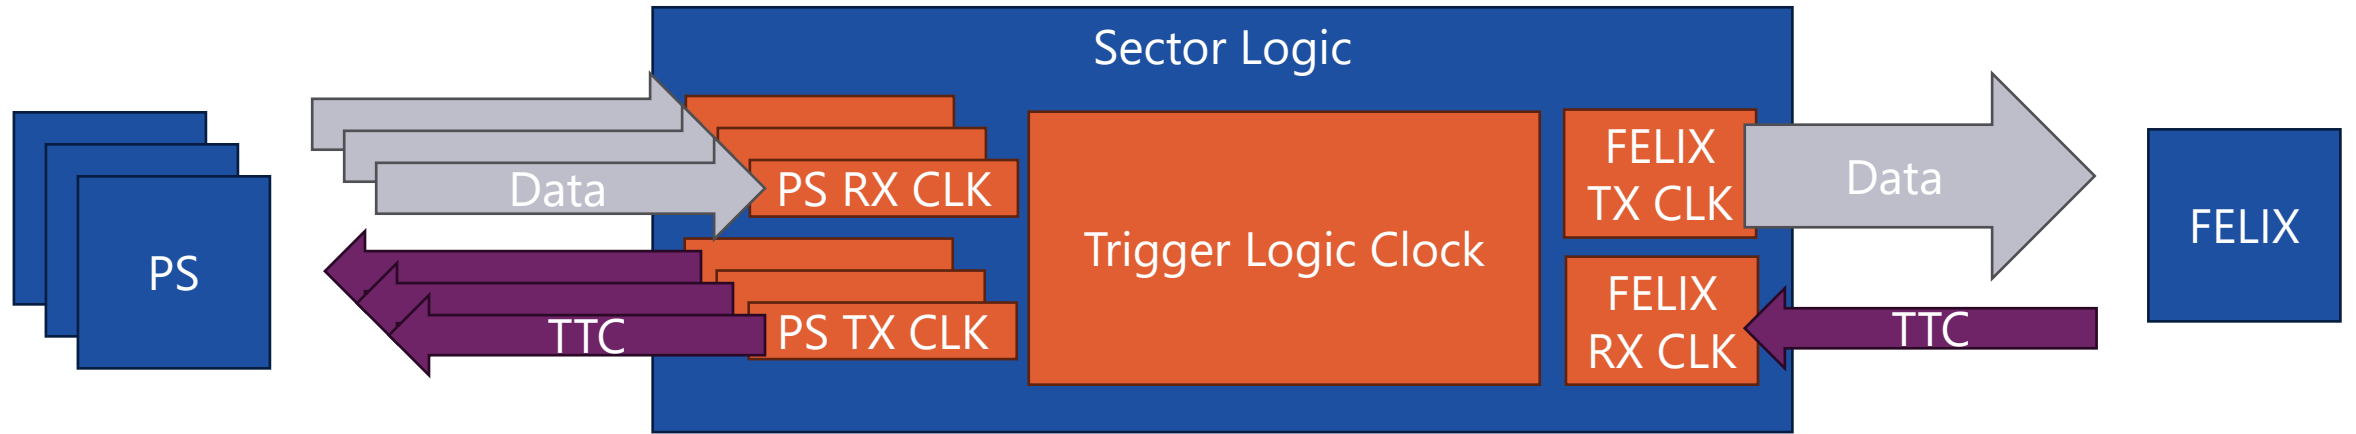 Sector Logic
PS
Data
TTC
PS RX CLK
PS TX CLK
Trigger Logic Clock
FELIX
TX CLK
FELIX
RX CLK
Data
TTC
FELIX